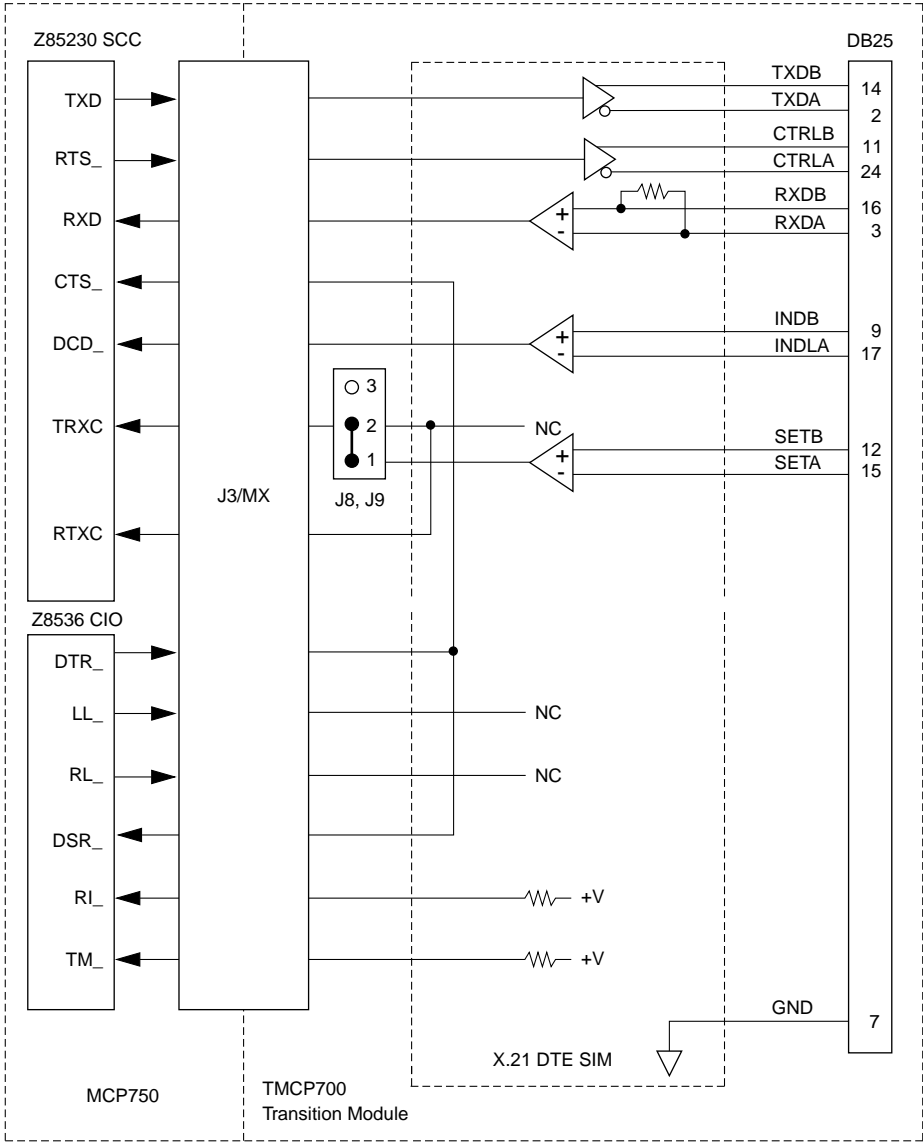 Z85230 SCC
DB25
TXD
TXDB
14
TXDA
2
RTS_
CTRLB
11
CTRLA
24
RXD
RXDB
16
+
RXDA
3
-
CTS_
DCD_
INDB
9
+
INDLA
17
-
3
TRXC
2
NC
SETB
12
1
+
SETA
15
-
J3/MX
J8, J9
RTXC
Z8536 CIO
DTR_
LL_
NC
RL_
NC
DSR_
RI_
+V
TM_
+V
GND
7
X.21 DTE SIM
MCP750
TMCP700
Transition Module